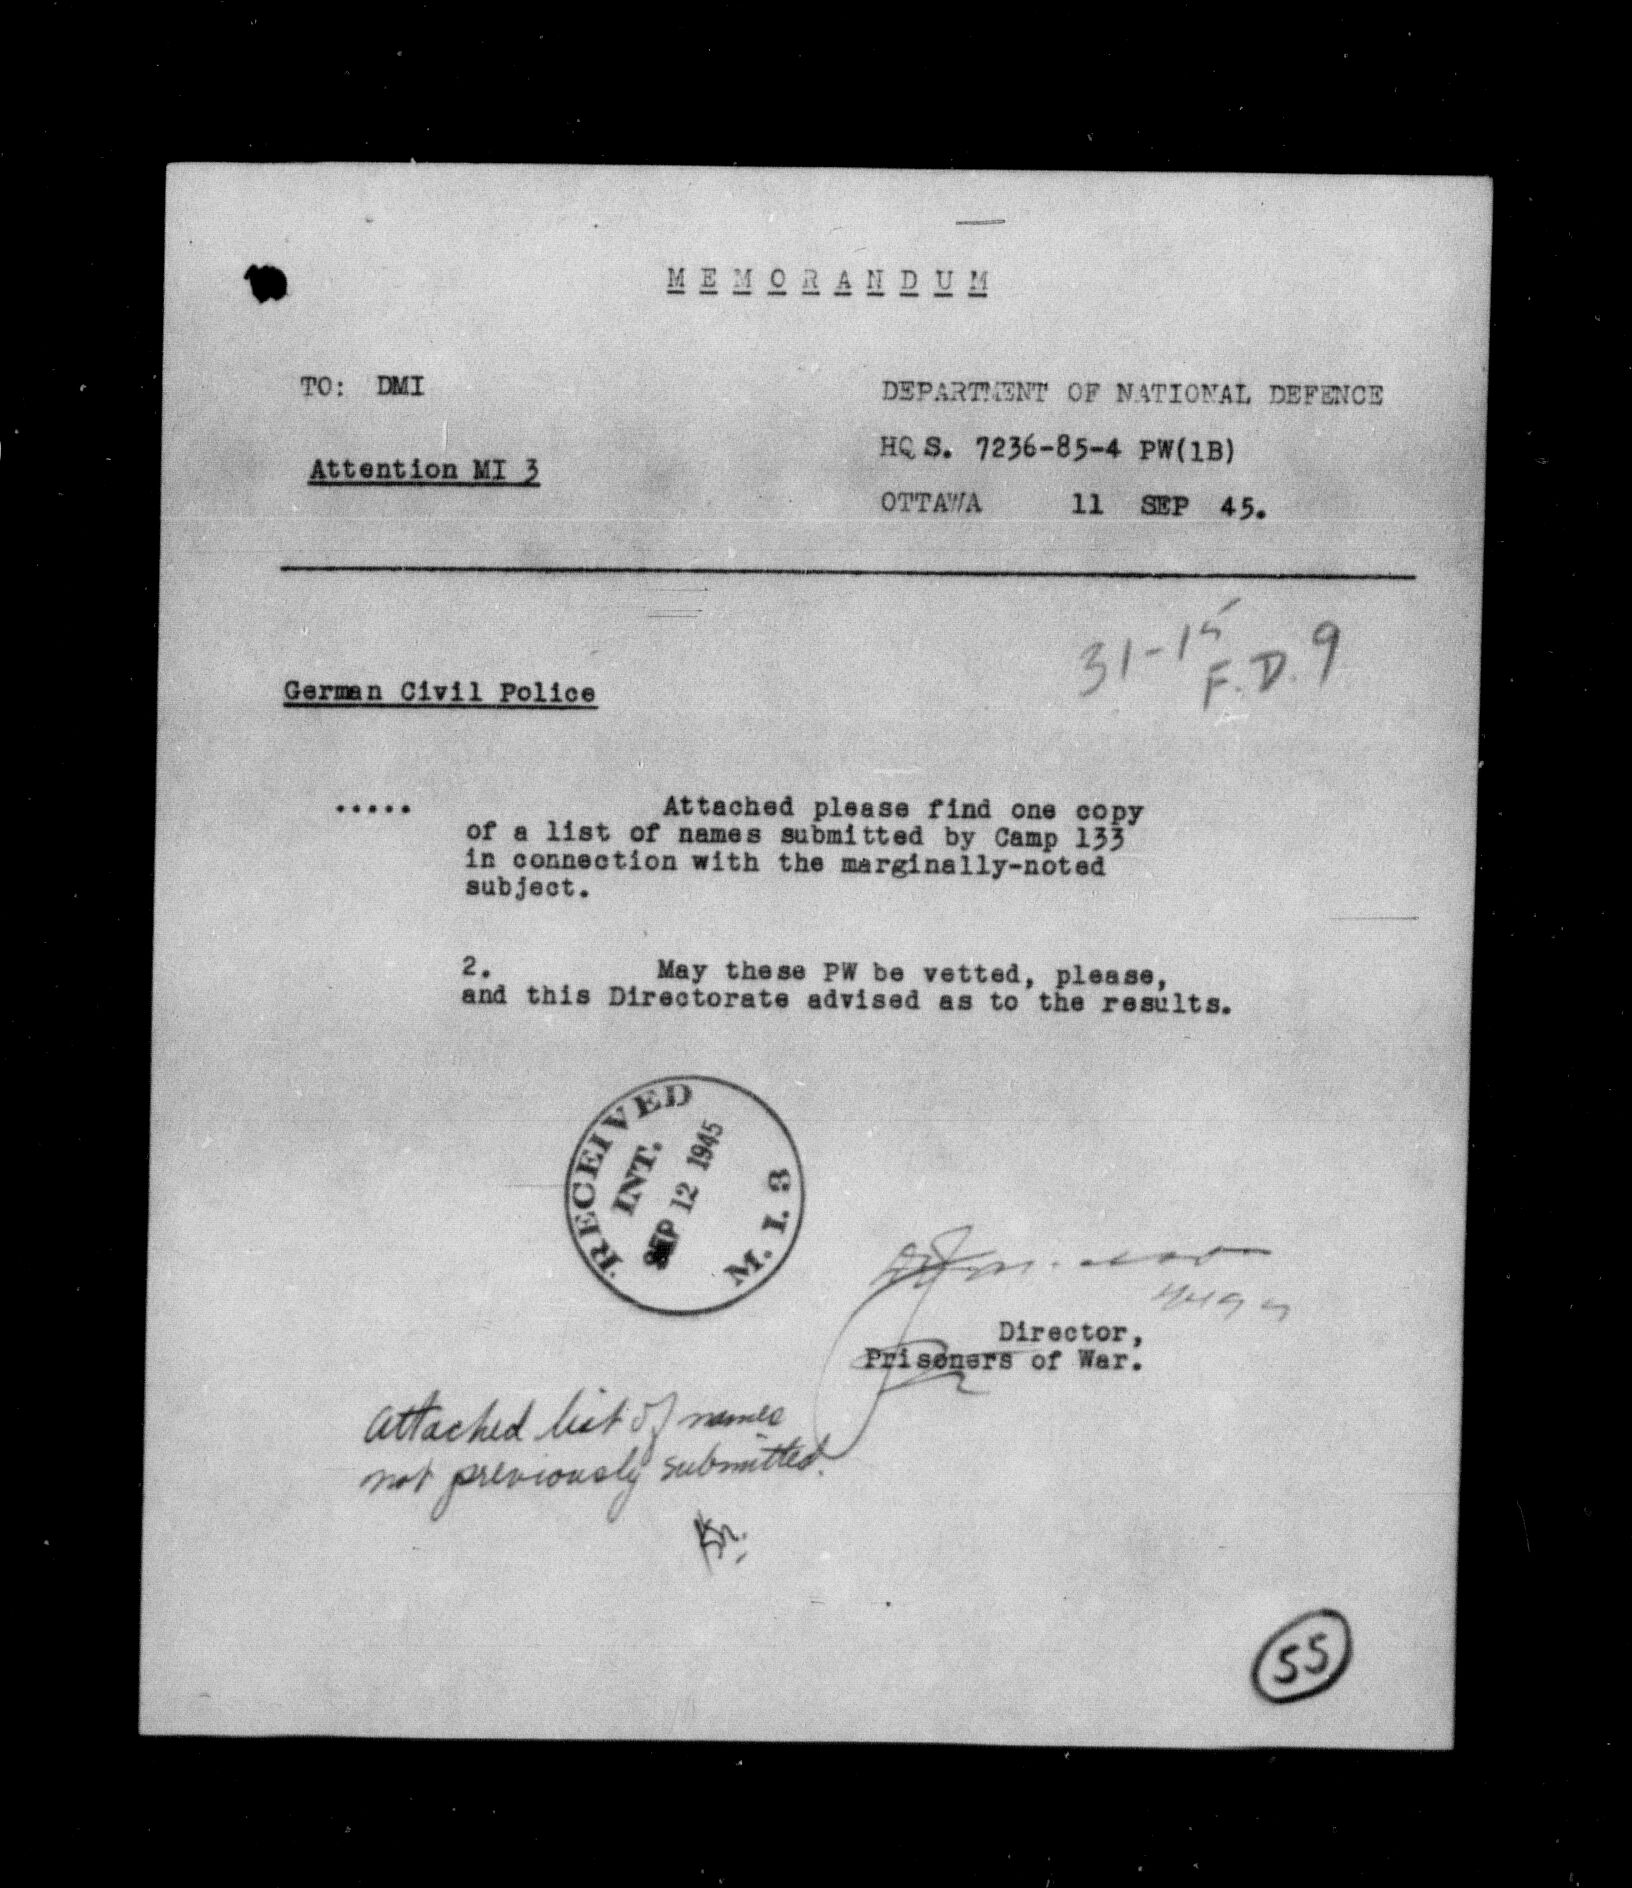 MEMORANDUM
TO: DMI
DEPARTMENT OF NATIONAL DEFENCE
HQ S. 7236-85-4 PW(1B)
Attention MI 3
OTTAWA 11 SEP 45.
31-15
F.D. 9
German Civil Police
..... Attached please find one copy
of a list of names submitted by Camp 133
in connection with the marginally-noted
subject.
2. May these PW be vetted, please,
and this Directorate advised as to the results.
RECEIVED
INT.
SEP 12 1945
M. I. 3
Director,
Prisoners of War.
Attached list of names
not previously submitted.
55